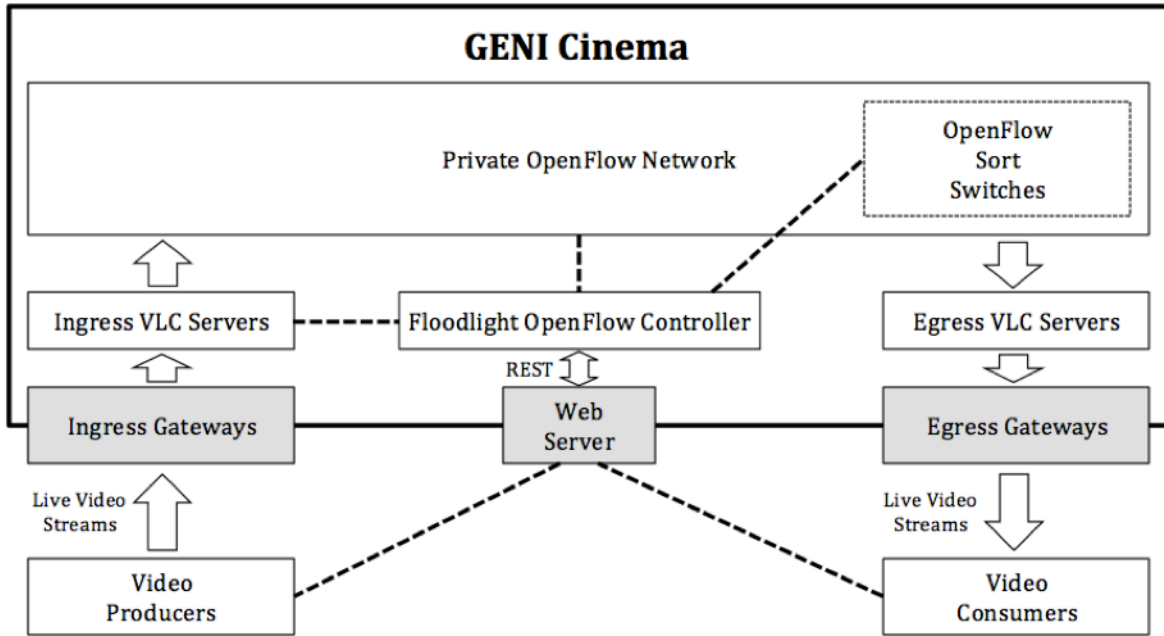 GENI Cinema
Private OpenFlow Network
OpenFlow
Sort
Switches
Ingress VLC Servers
Floodlight OpenFlow Controller
Egress VLC Servers
REST
Ingress Gateways
Web
Server
Egress Gateways
Live Video
Streams
Live Video
Streams
Video
Producers
Video
Consumers